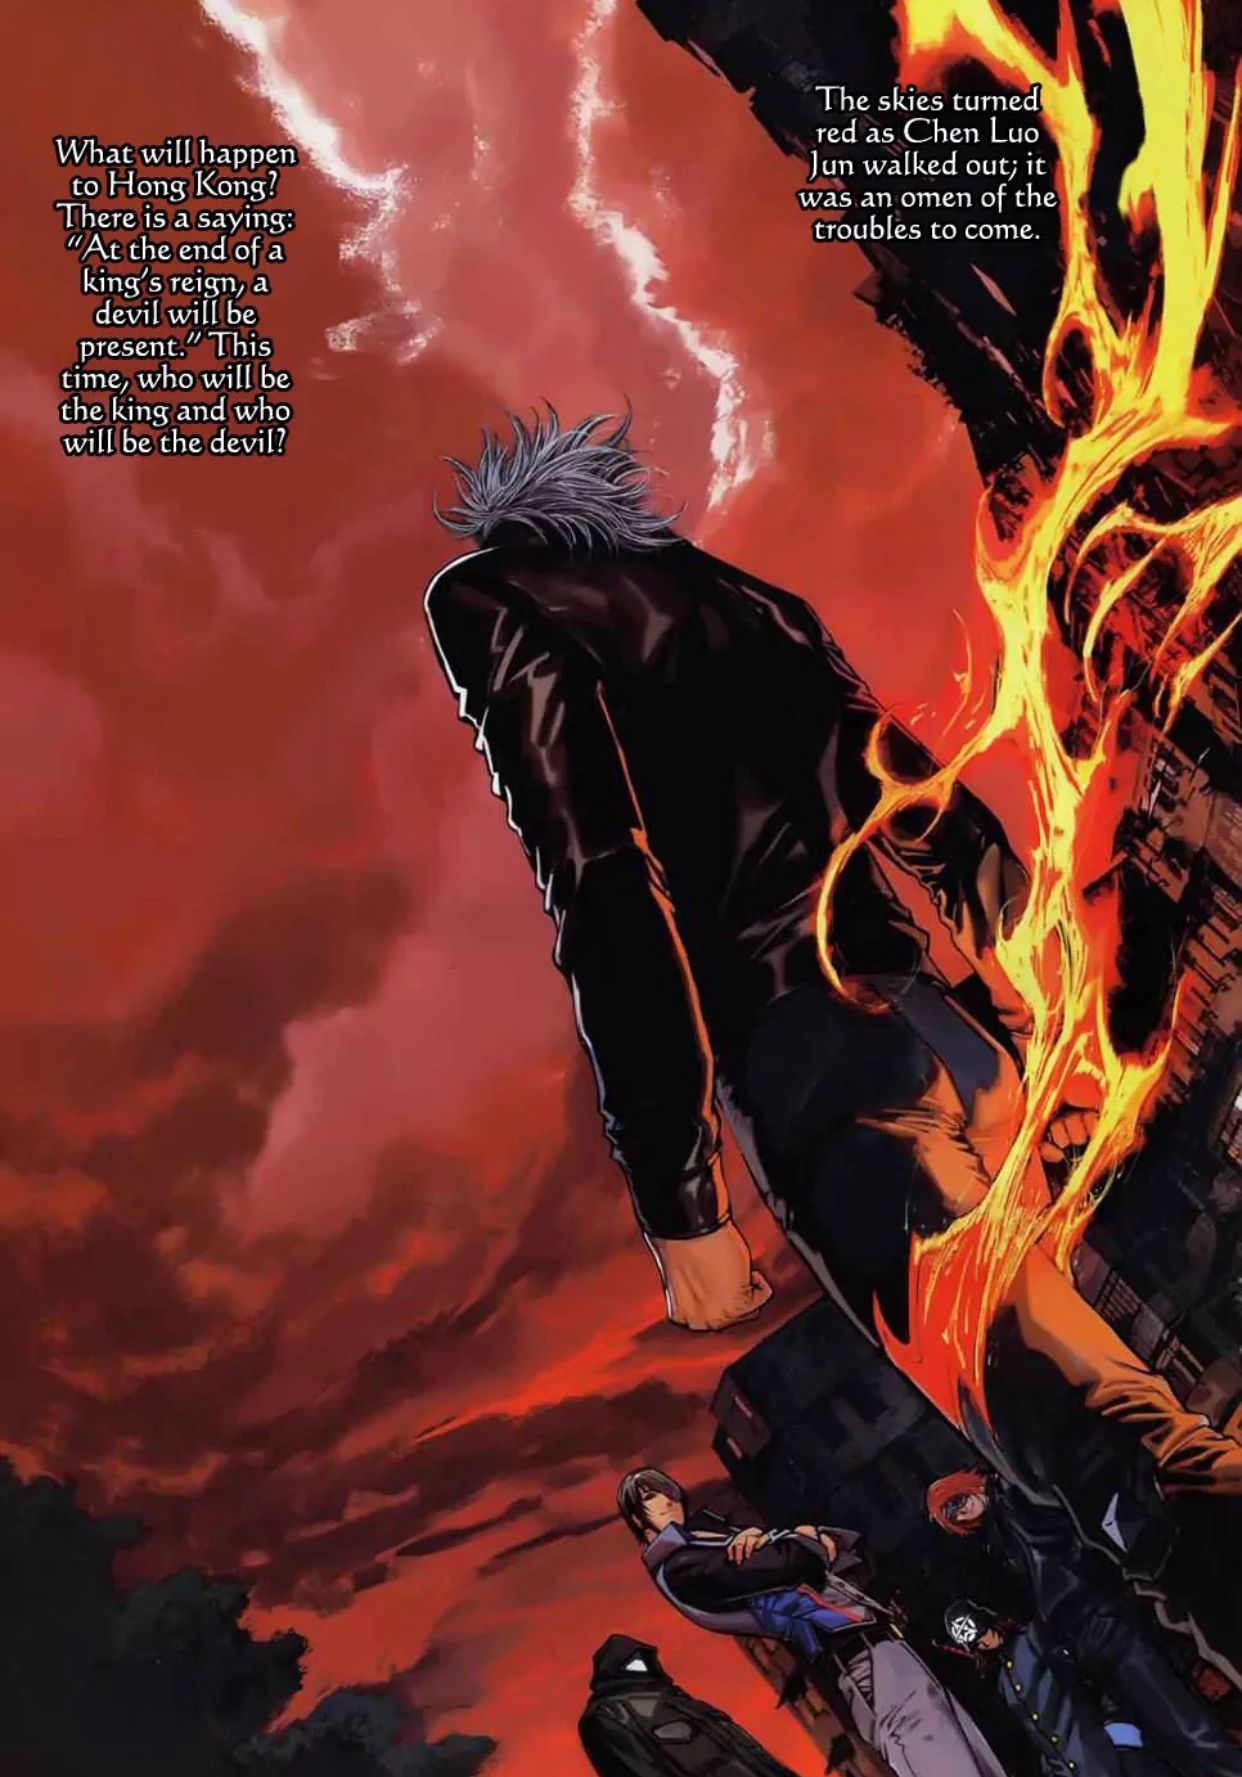 What will happen
to Hong Kong?
There is a saying:
“At the end of a
king's reign, a
devil will be
present.” This
time, who will be
the king and who
will be the devil?
The skies turned
red as Chen Luo
Jun walked out; it
was an omen of the
troubles to come.